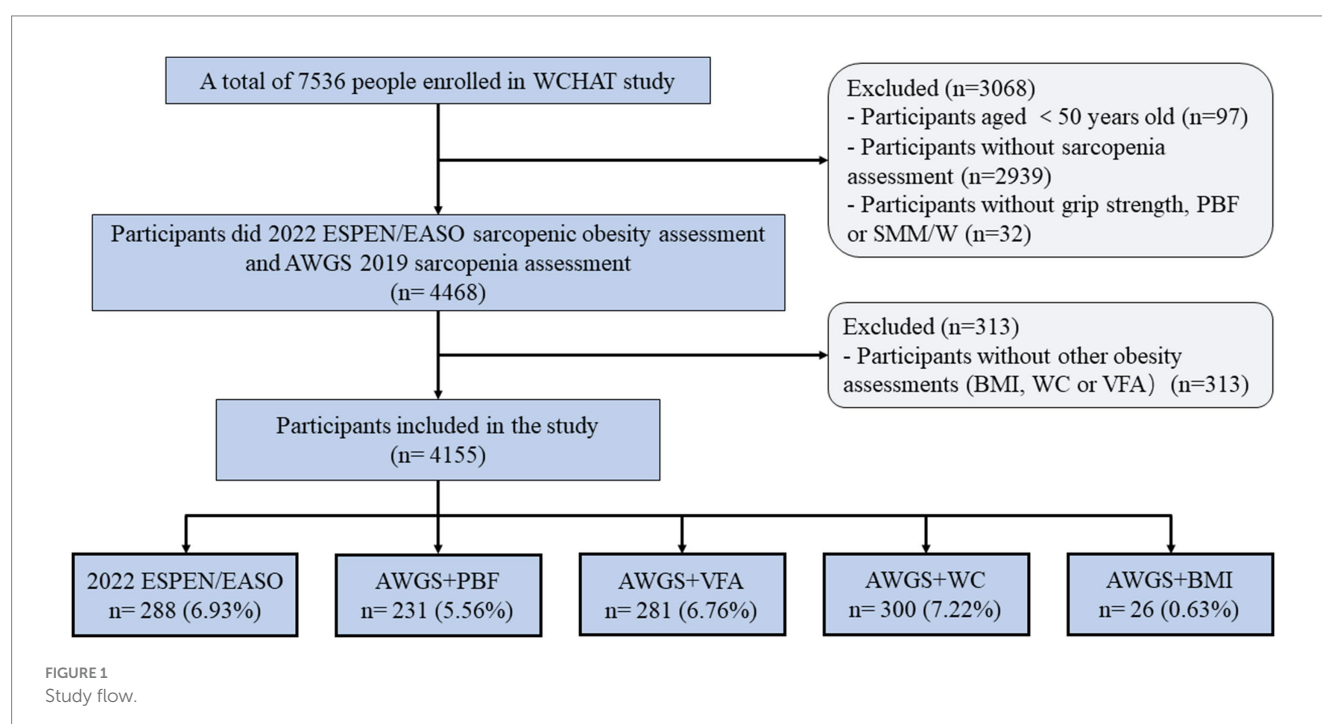 A total of 7536 people enrolled in WCHAT study
Excluded (n=3068)
- Participants aged < 50 years old (n=97)
- Participants without sarcopenia
assessment (n=2939)
- Participants without grip strength, PBF
or SMM/W (n=32)
Participants did 2022 ESPEN/EASO sarcopenic obesity assessment
and AWGS 2019 sarcopenia assessment
(n= 4468)
Excluded (n=313)
- Participants without other obesity
assessments (BMI, WC or VFA） (n=313)
Participants included in the study
(n= 4155)
2022 ESPEN/EASO
n= 288 (6.93%)
AWGS+PBF
n= 231 (5.56%)
AWGS+VFA
n= 281 (6.76%)
AWGS+WC
n= 300 (7.22%)
AWGS+BMI
n= 26 (0.63%)
FIGURE 1
Study flow.